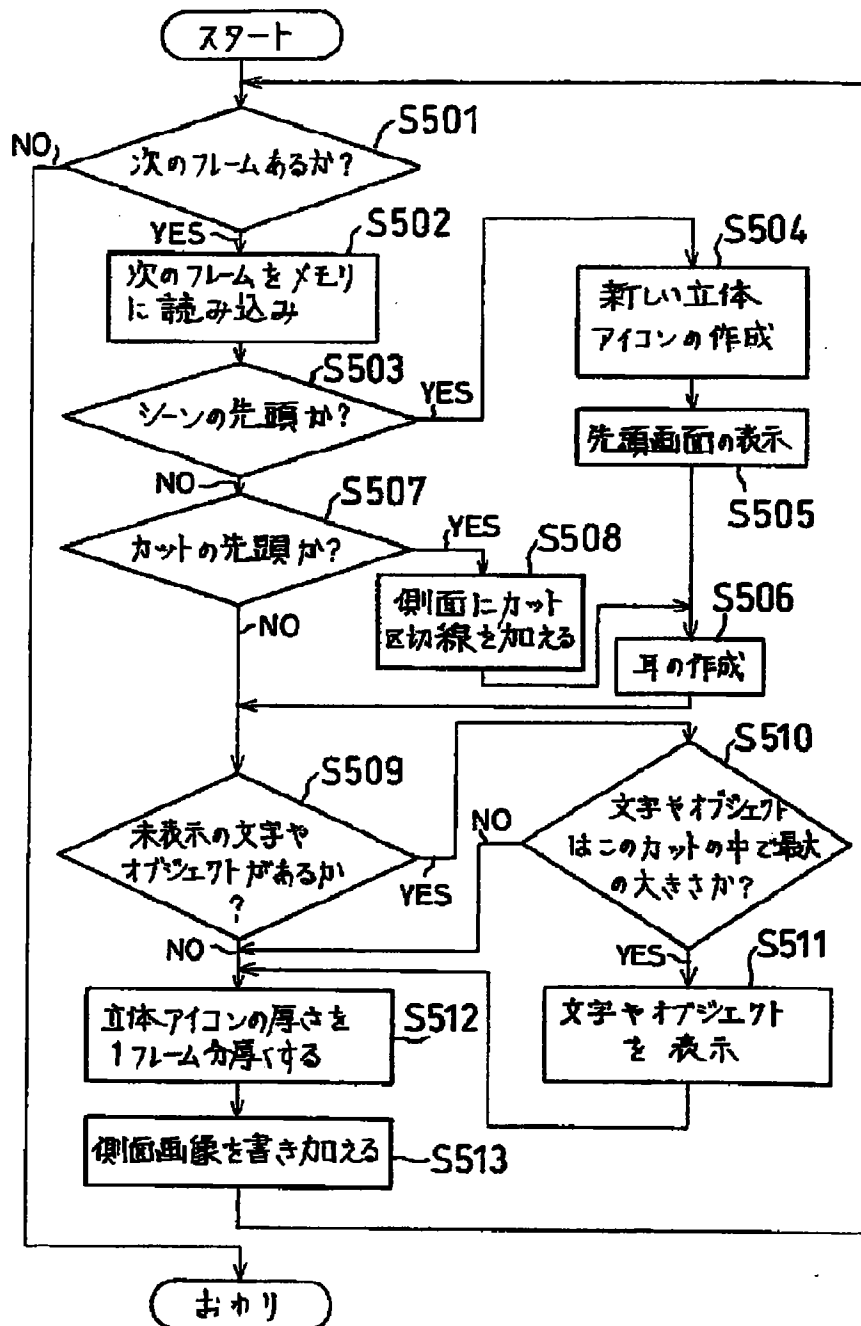 スタート
S501
NO
次のフレームあるか?
YES
S502
次のフレームをメモリ
に読み込み
S503
シーンの先頭か?
YES
NO
S504
新しい立体
アイコンの作成
先頭画面の表示
S505
S507
カットの先頭か?
YES
NO
S508
側面にカット
区切線を加える
S506
耳の作成
S509
未表示の文字や
オブジェクトがあるか
?
YES
NO
S510
文字やオブジェクト
はこのカットの中で最大
の大きさか?
NO
YES
S511
文字やオブジェクト
を表示
立体アイコンの厚さを
1フレーム分厚くする
S512
側面画像を書き加える
S513
おわり